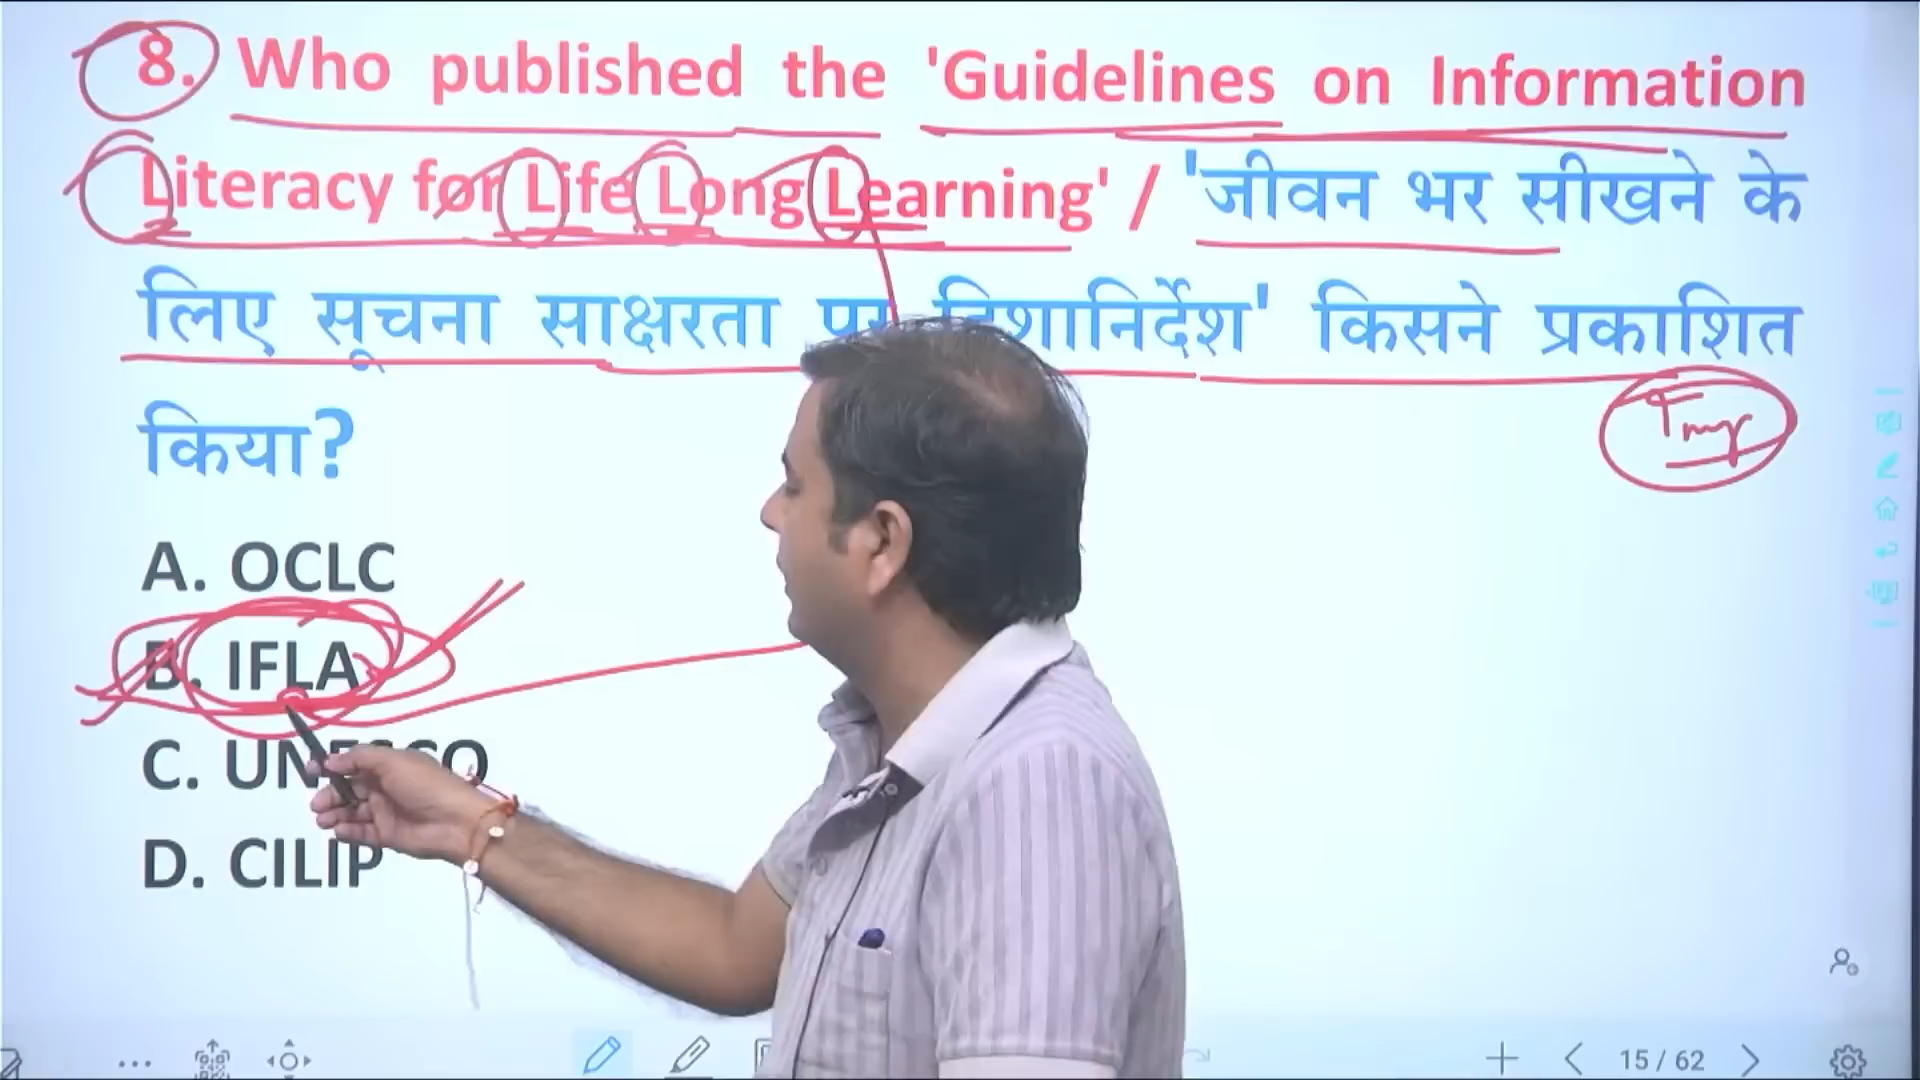 8. Who published the 'Guidelines on Information
Literacy for Life Long Learning' / 'जीवन भर सीखने के
लिए सूचना साक्षरता पर दिशानिर्देश' किसने प्रकाशित
किया?
A. OCLC
B. IFLA
C. UNESCO
D. CILIP
15 / 62